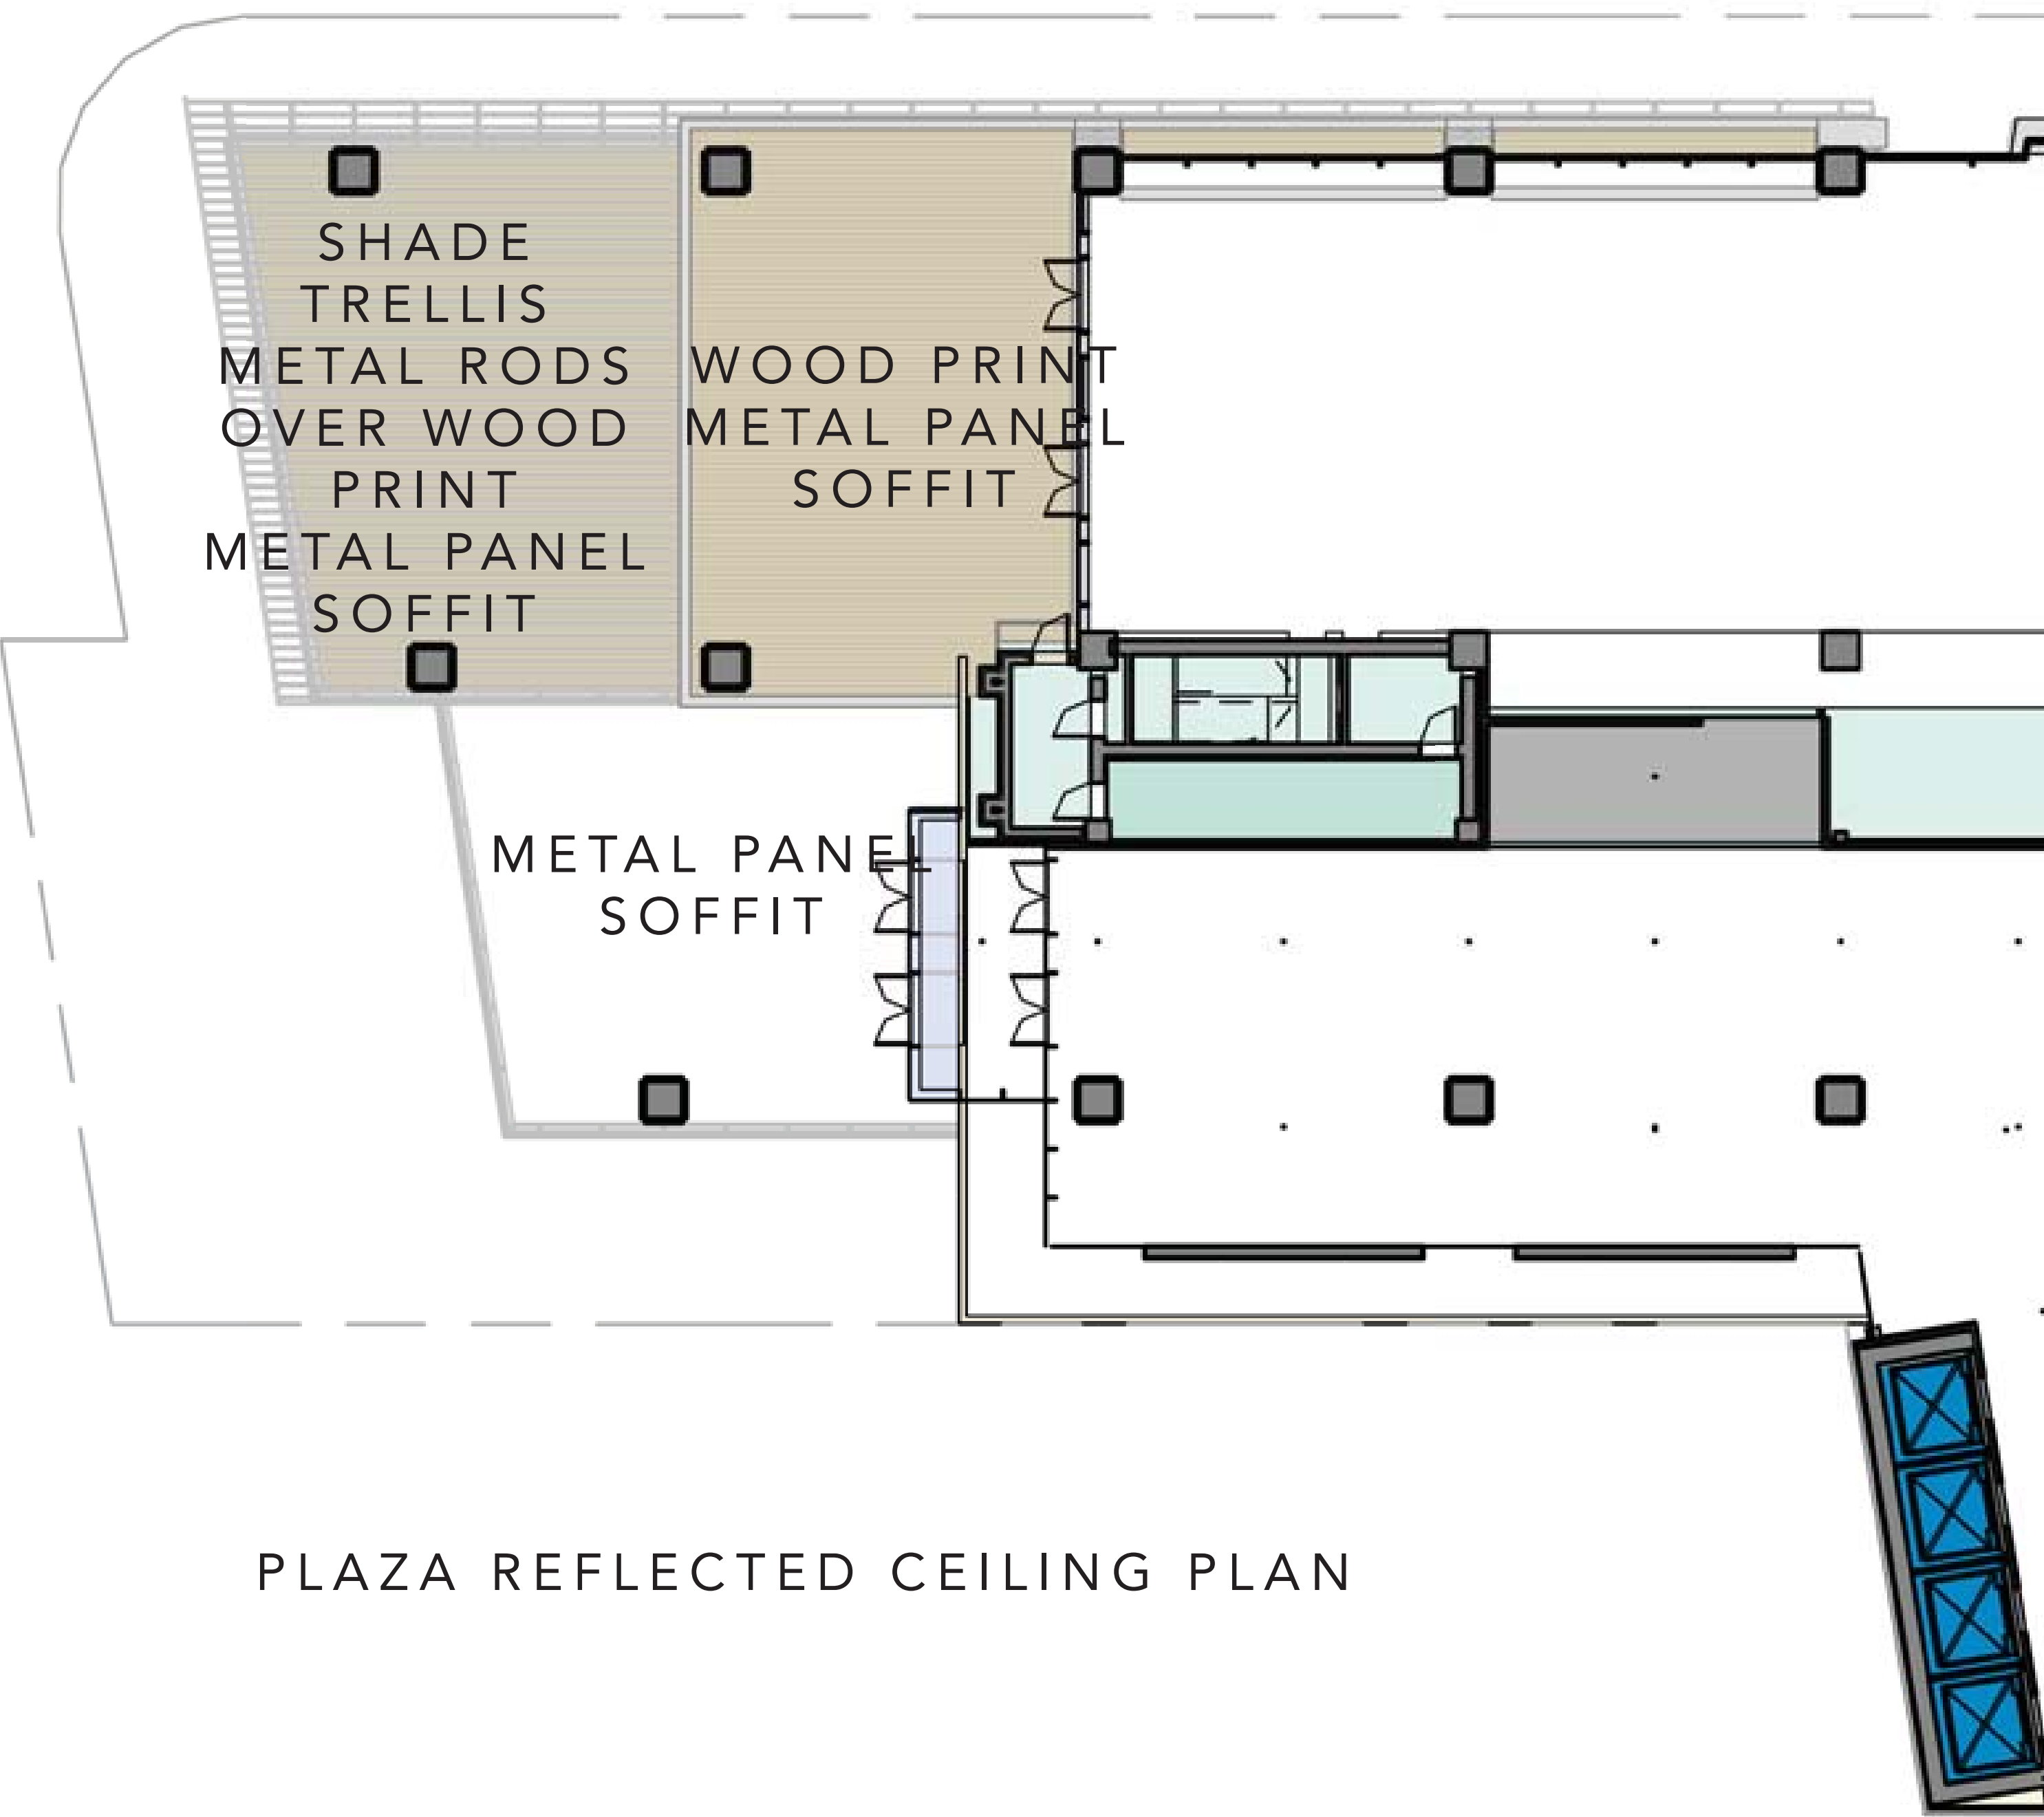 SHADE
TRELLIS
METAL RODS
OVER WOOD
PRINT
METAL PANEL
SOFFIT
WOOD PRINT
METAL PANEL
SOFFIT
METAL PANEL
SOFFIT
PLAZA REFLECTED CEILING PLAN